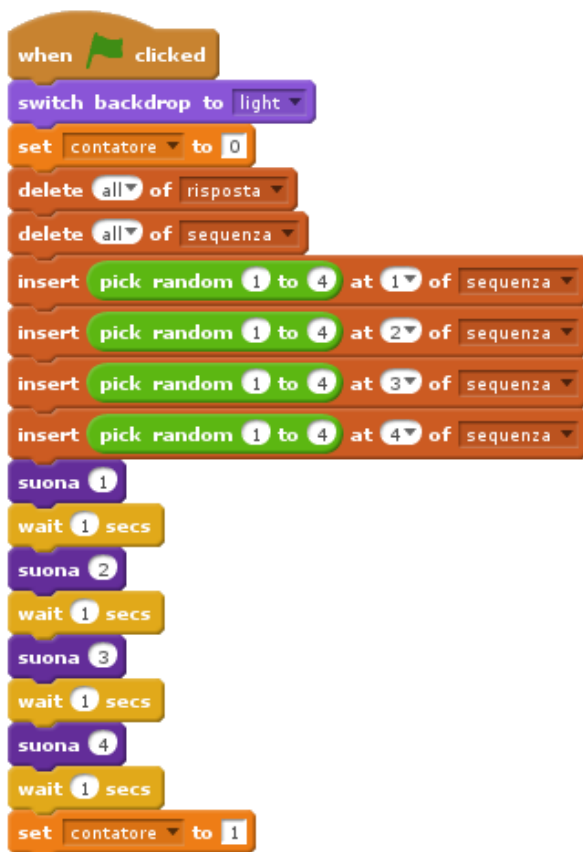 when clicked
switch backdrop to light
set contatore to 0
delete all of risposta
delete all of sequenza
insert pick random 1 to 4 at 1 of sequenza
insert pick random 1 to 4 at 2 of sequenza
insert pick random 1 to 4 at 3 of sequenza
insert pick random 1 to 4 at 4 of sequenza
suona 1
wait 1 secs
suona 2
wait 1 secs
suona 3
wait 1 secs
suona 4
wait 1 secs
set contatore to 1